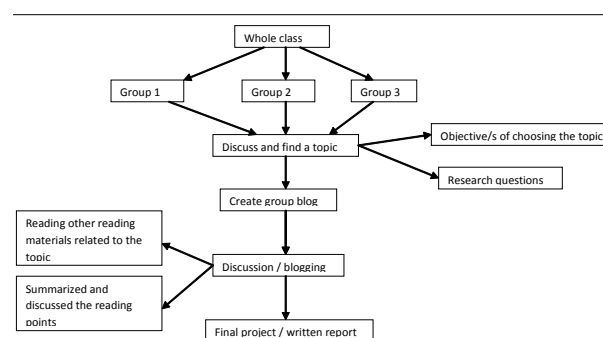 Whole class
Group 1
Group 2
Group 3
Discuss and find a topic
Objective/s of choosing the topic
Research questions
Create group blog
Reading other reading
materials related to the
topic
Discussion / blogging
Summarized and
discussed the reading
points
Final project / written report